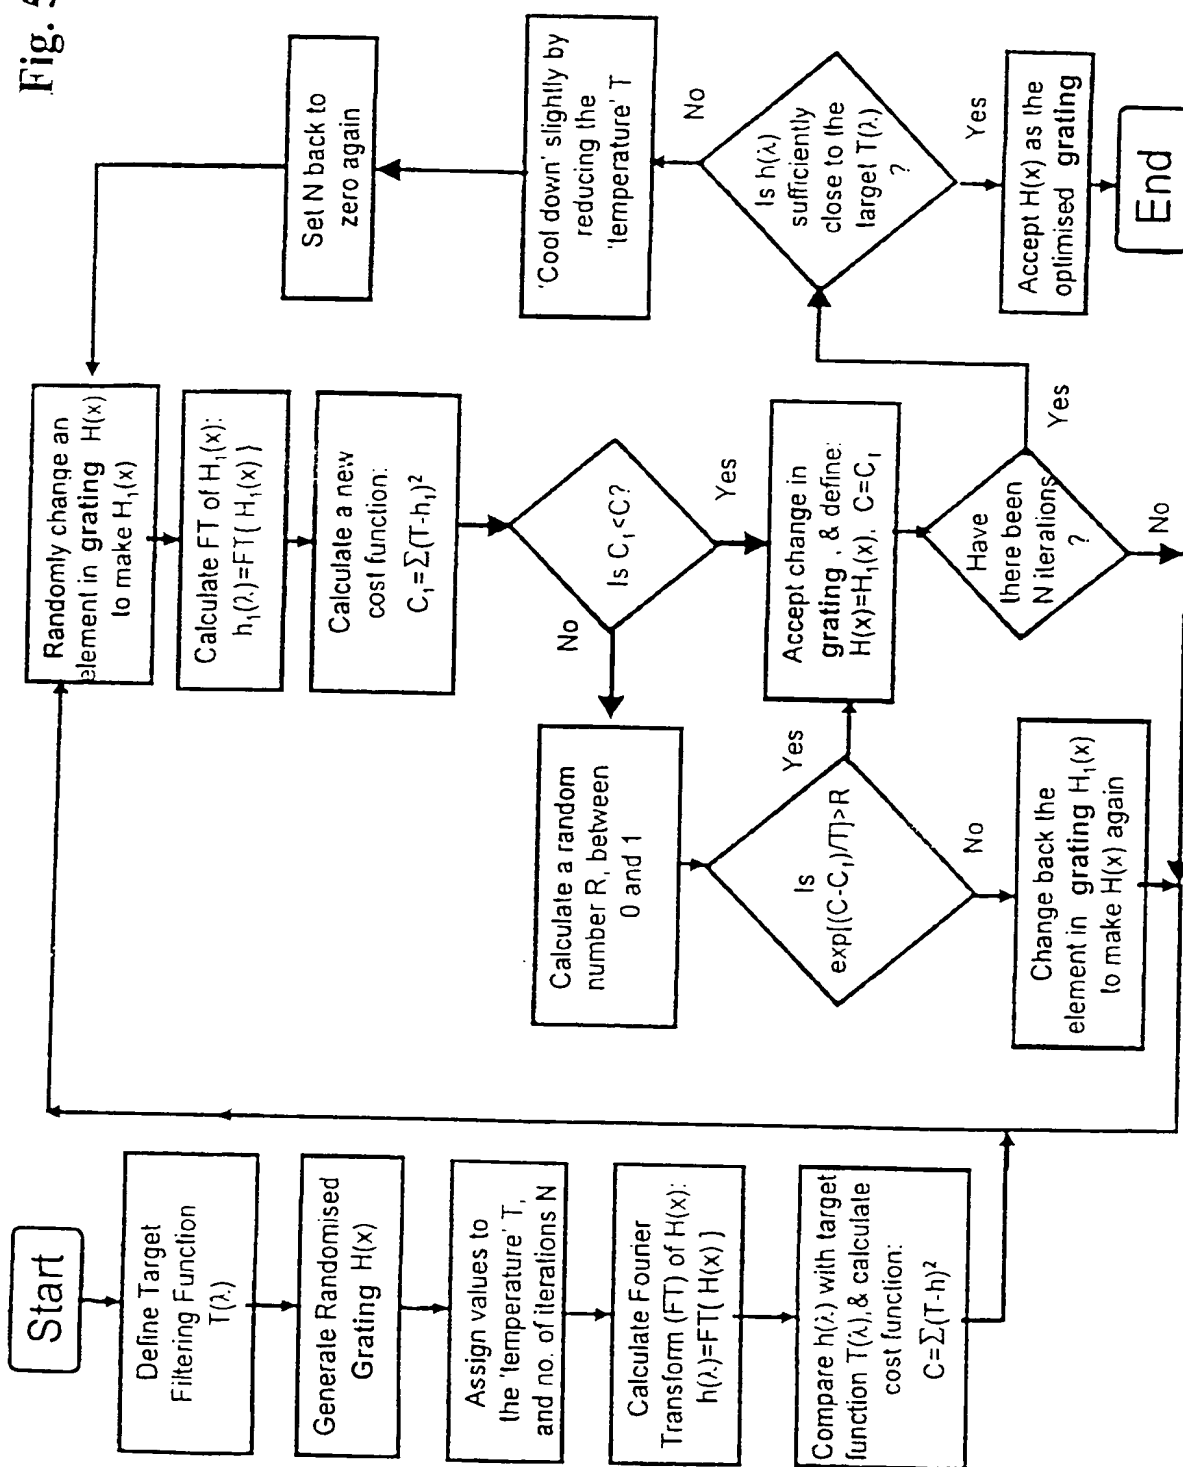 Fig. 5
Start
Define Target
Filtering Function
T(λ)
Generate Randomised
Grating H(x)
Assign values to
the 'temperature' T,
and no. of iterations N
Calculate Fourier
Transform (FT) of H(x):
h(λ)=FT{ H(x) }
Compare h(λ) with target
function T(λ), & calculate
cost function:
C=∑(T-h)²
Randomly change an
element in grating H(x)
to make H₁(x)
Calculate FT of H₁(x):
h₁(λ)=FT{ H₁(x) }
Calculate a new
cost function:
C₁=∑(T-h₁)²
Is C₁<C?
No
Yes
Calculate a random
number R, between
0 and 1
Is
exp[(C-C₁)/T]>R
Yes
No
Change back the
element in grating H₁(x)
to make H(x) again
Accept change in
grating , & define:
H(x)=H₁(x), C=C₁
Have
there been
N iterations
?
No
Yes
Is h(λ)
sufficiently
close to the
target T(λ)
?
No
Yes
'Cool down' slightly by
reducing the
'temperature' T
Set N back to
zero again
Accept H(x) as the
optimised grating
End